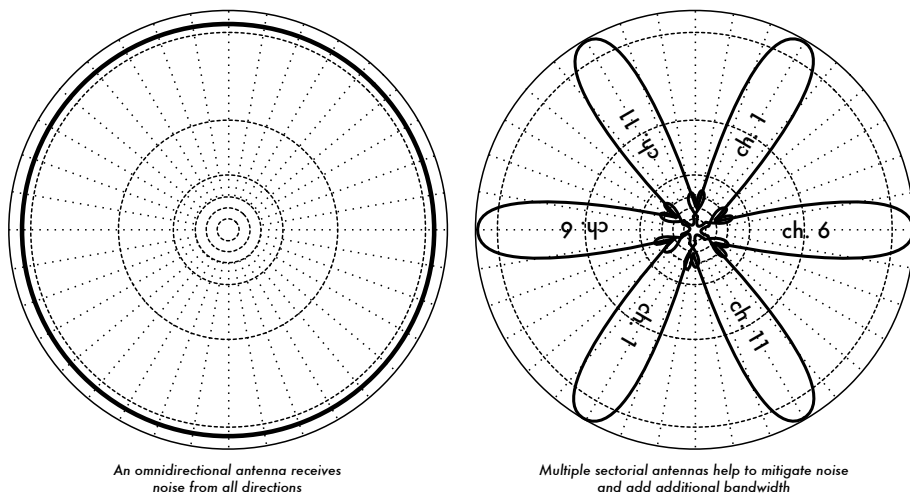 ch. 11
ch. 1
ch. 6
ch. 6
ch. 1
ch. 11
An omnidirectional antenna receives
noise from all directions
Multiple sectorial antennas help to mitigate noise
and add additional bandwidth